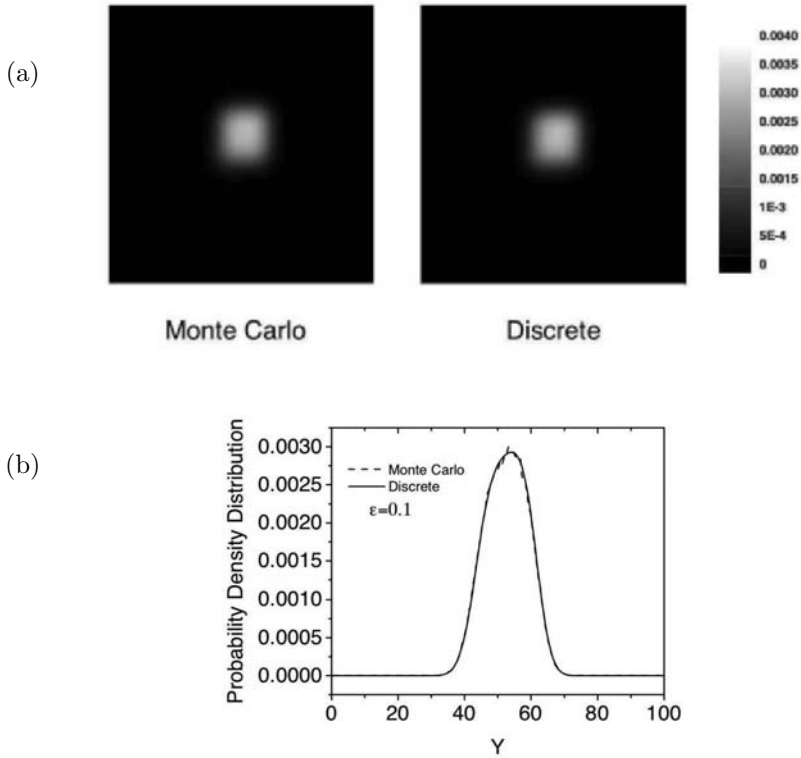 (a)
0.0040
0.0035
0.0030
0.0025
0.0020
0.0015
1E-3
5E-4
0
Monte Carlo
Discrete
(b)
Probability Density Distribution
0.0030
0.0025
0.0020
0.0015
0.0010
0.0005
0.0000
Monte Carlo
Discrete
ε=0.1
0 20 40 60 80 100
Y